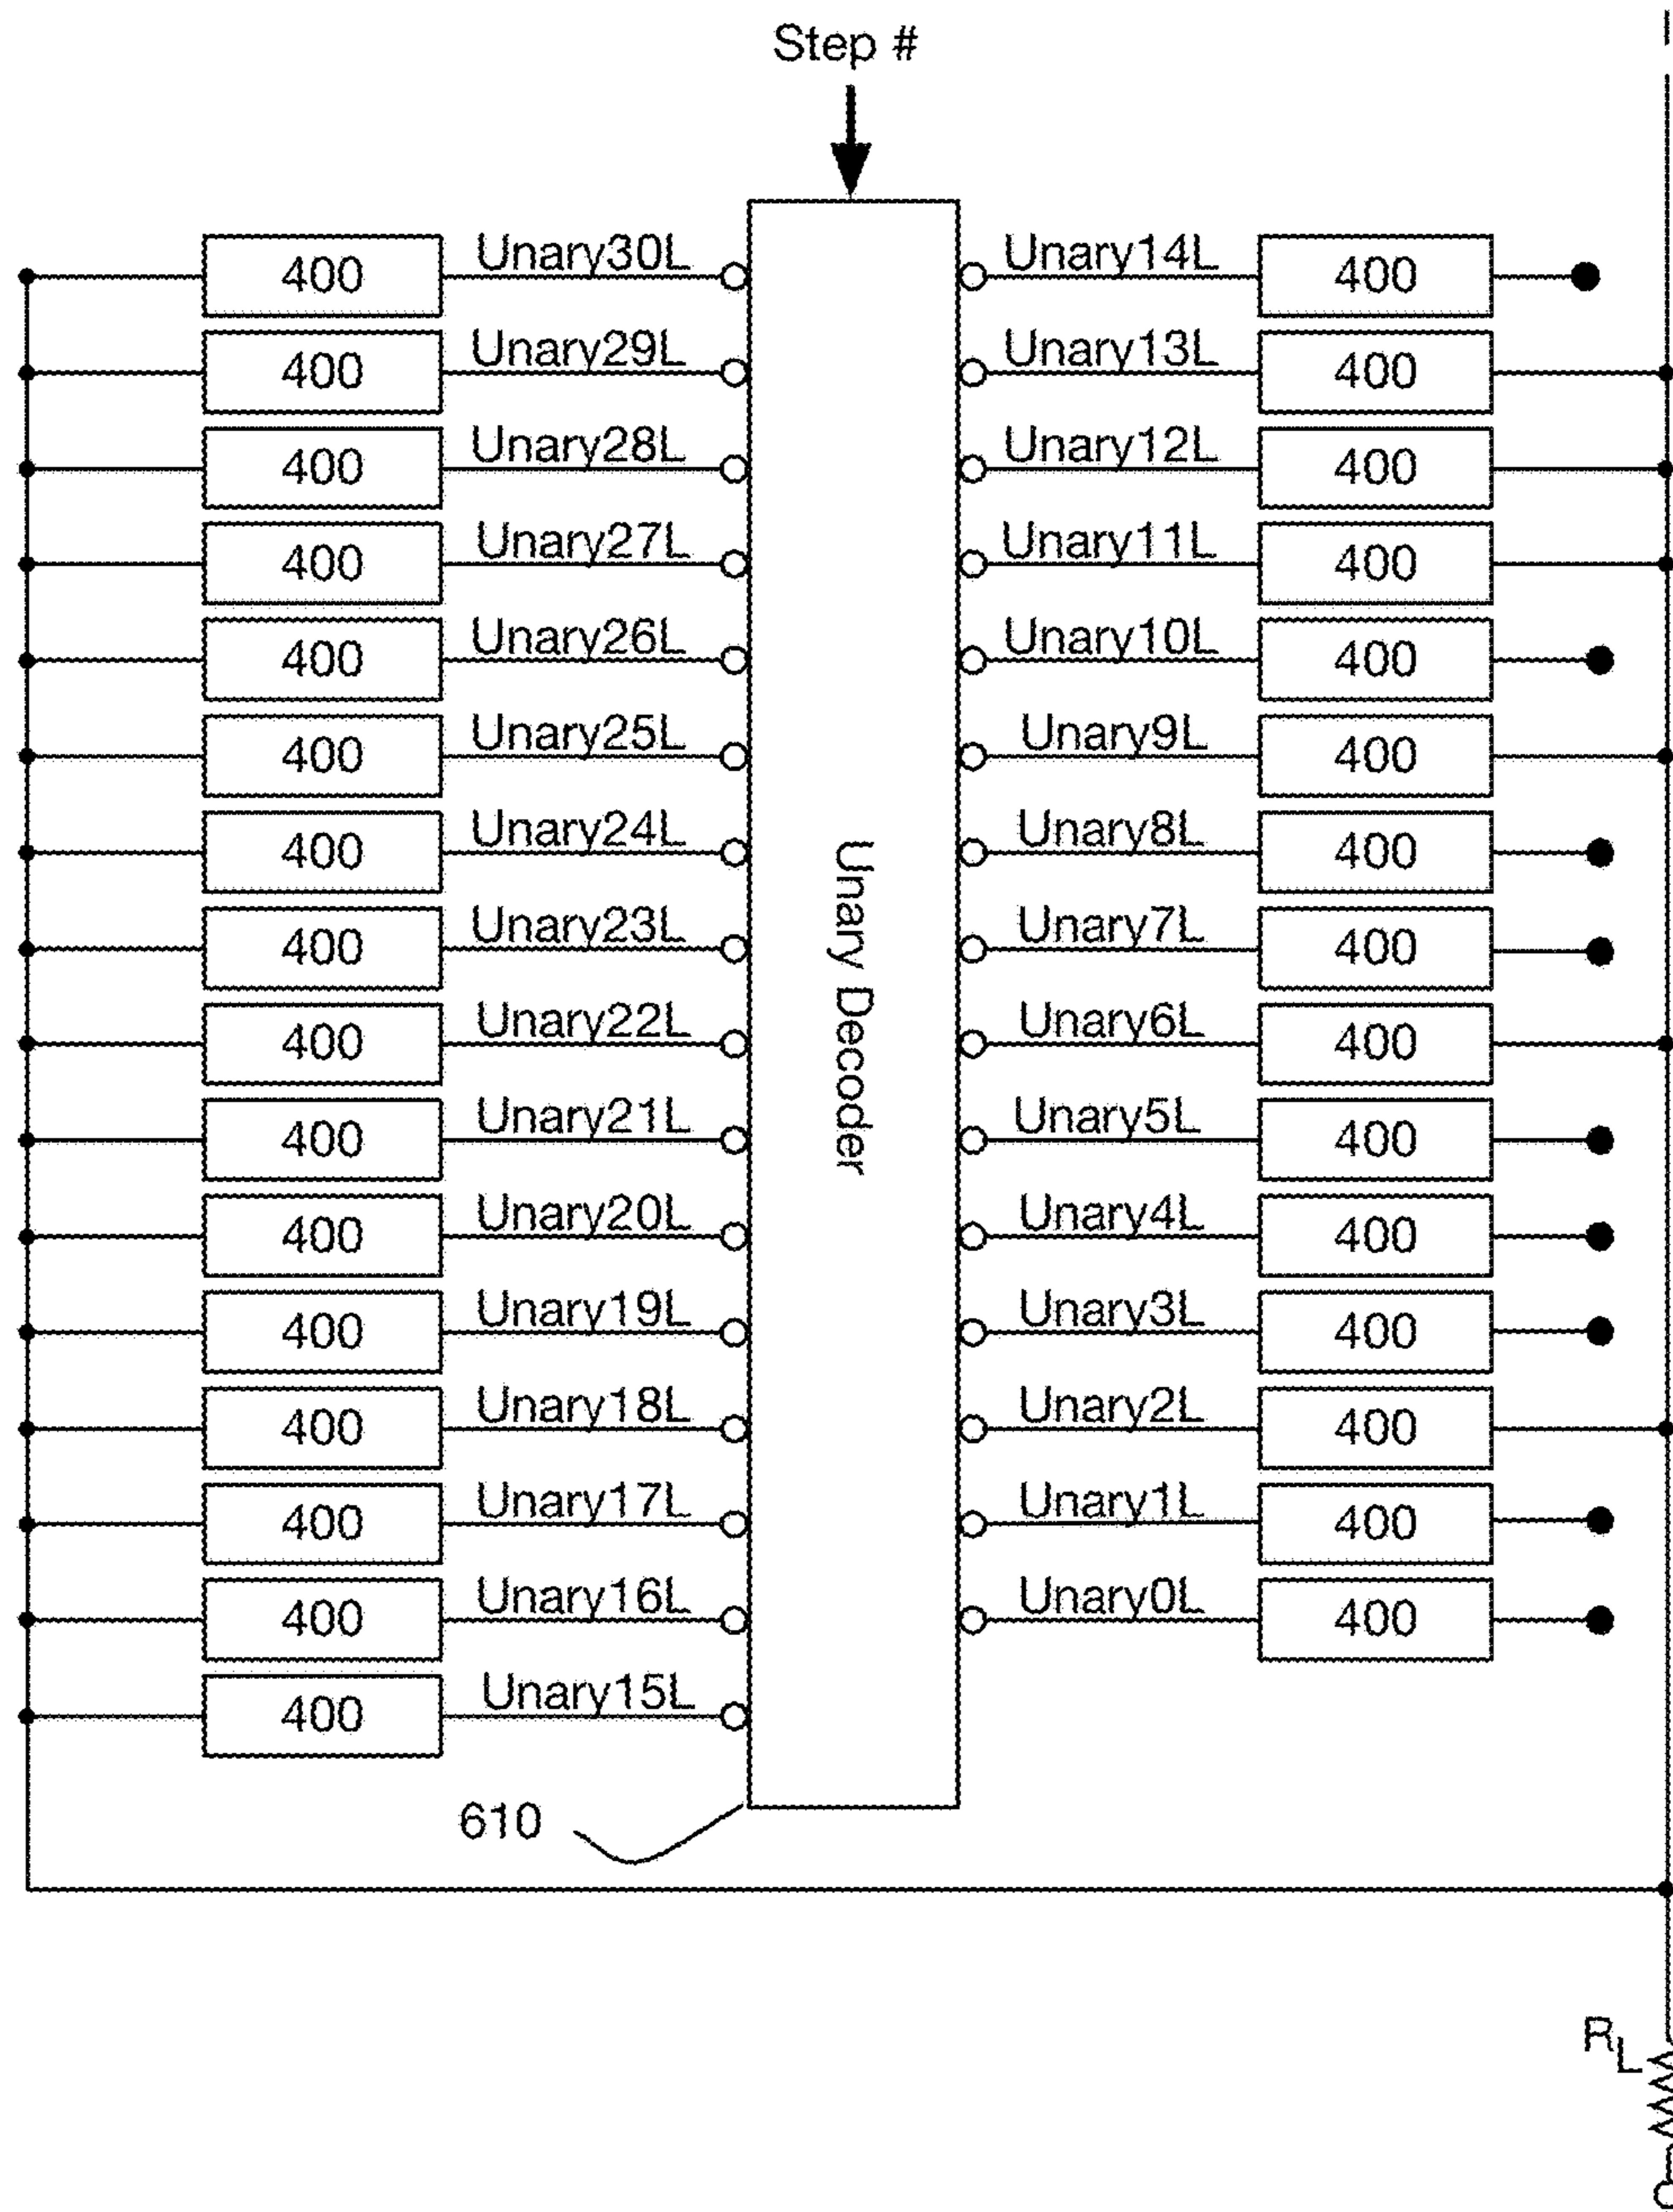 Step #
400 Unary30L Unary14L 400
400 Unary29L Unary13L 400
400 Unary28L Unary12L 400
400 Unary27L Unary11L 400
400 Unary26L Unary10L 400
400 Unary25L Unary9L 400
400 Unary24L Unary8L 400
400 Unary23L Unary7L 400
400 Unary22L Unary6L 400
400 Unary21L Unary5L 400
400 Unary20L Unary4L 400
400 Unary19L Unary3L 400
400 Unary18L Unary2L 400
400 Unary17L Unary1L 400
400 Unary16L Unary0L 400
400 Unary15L
Unary Decoder
610
RL